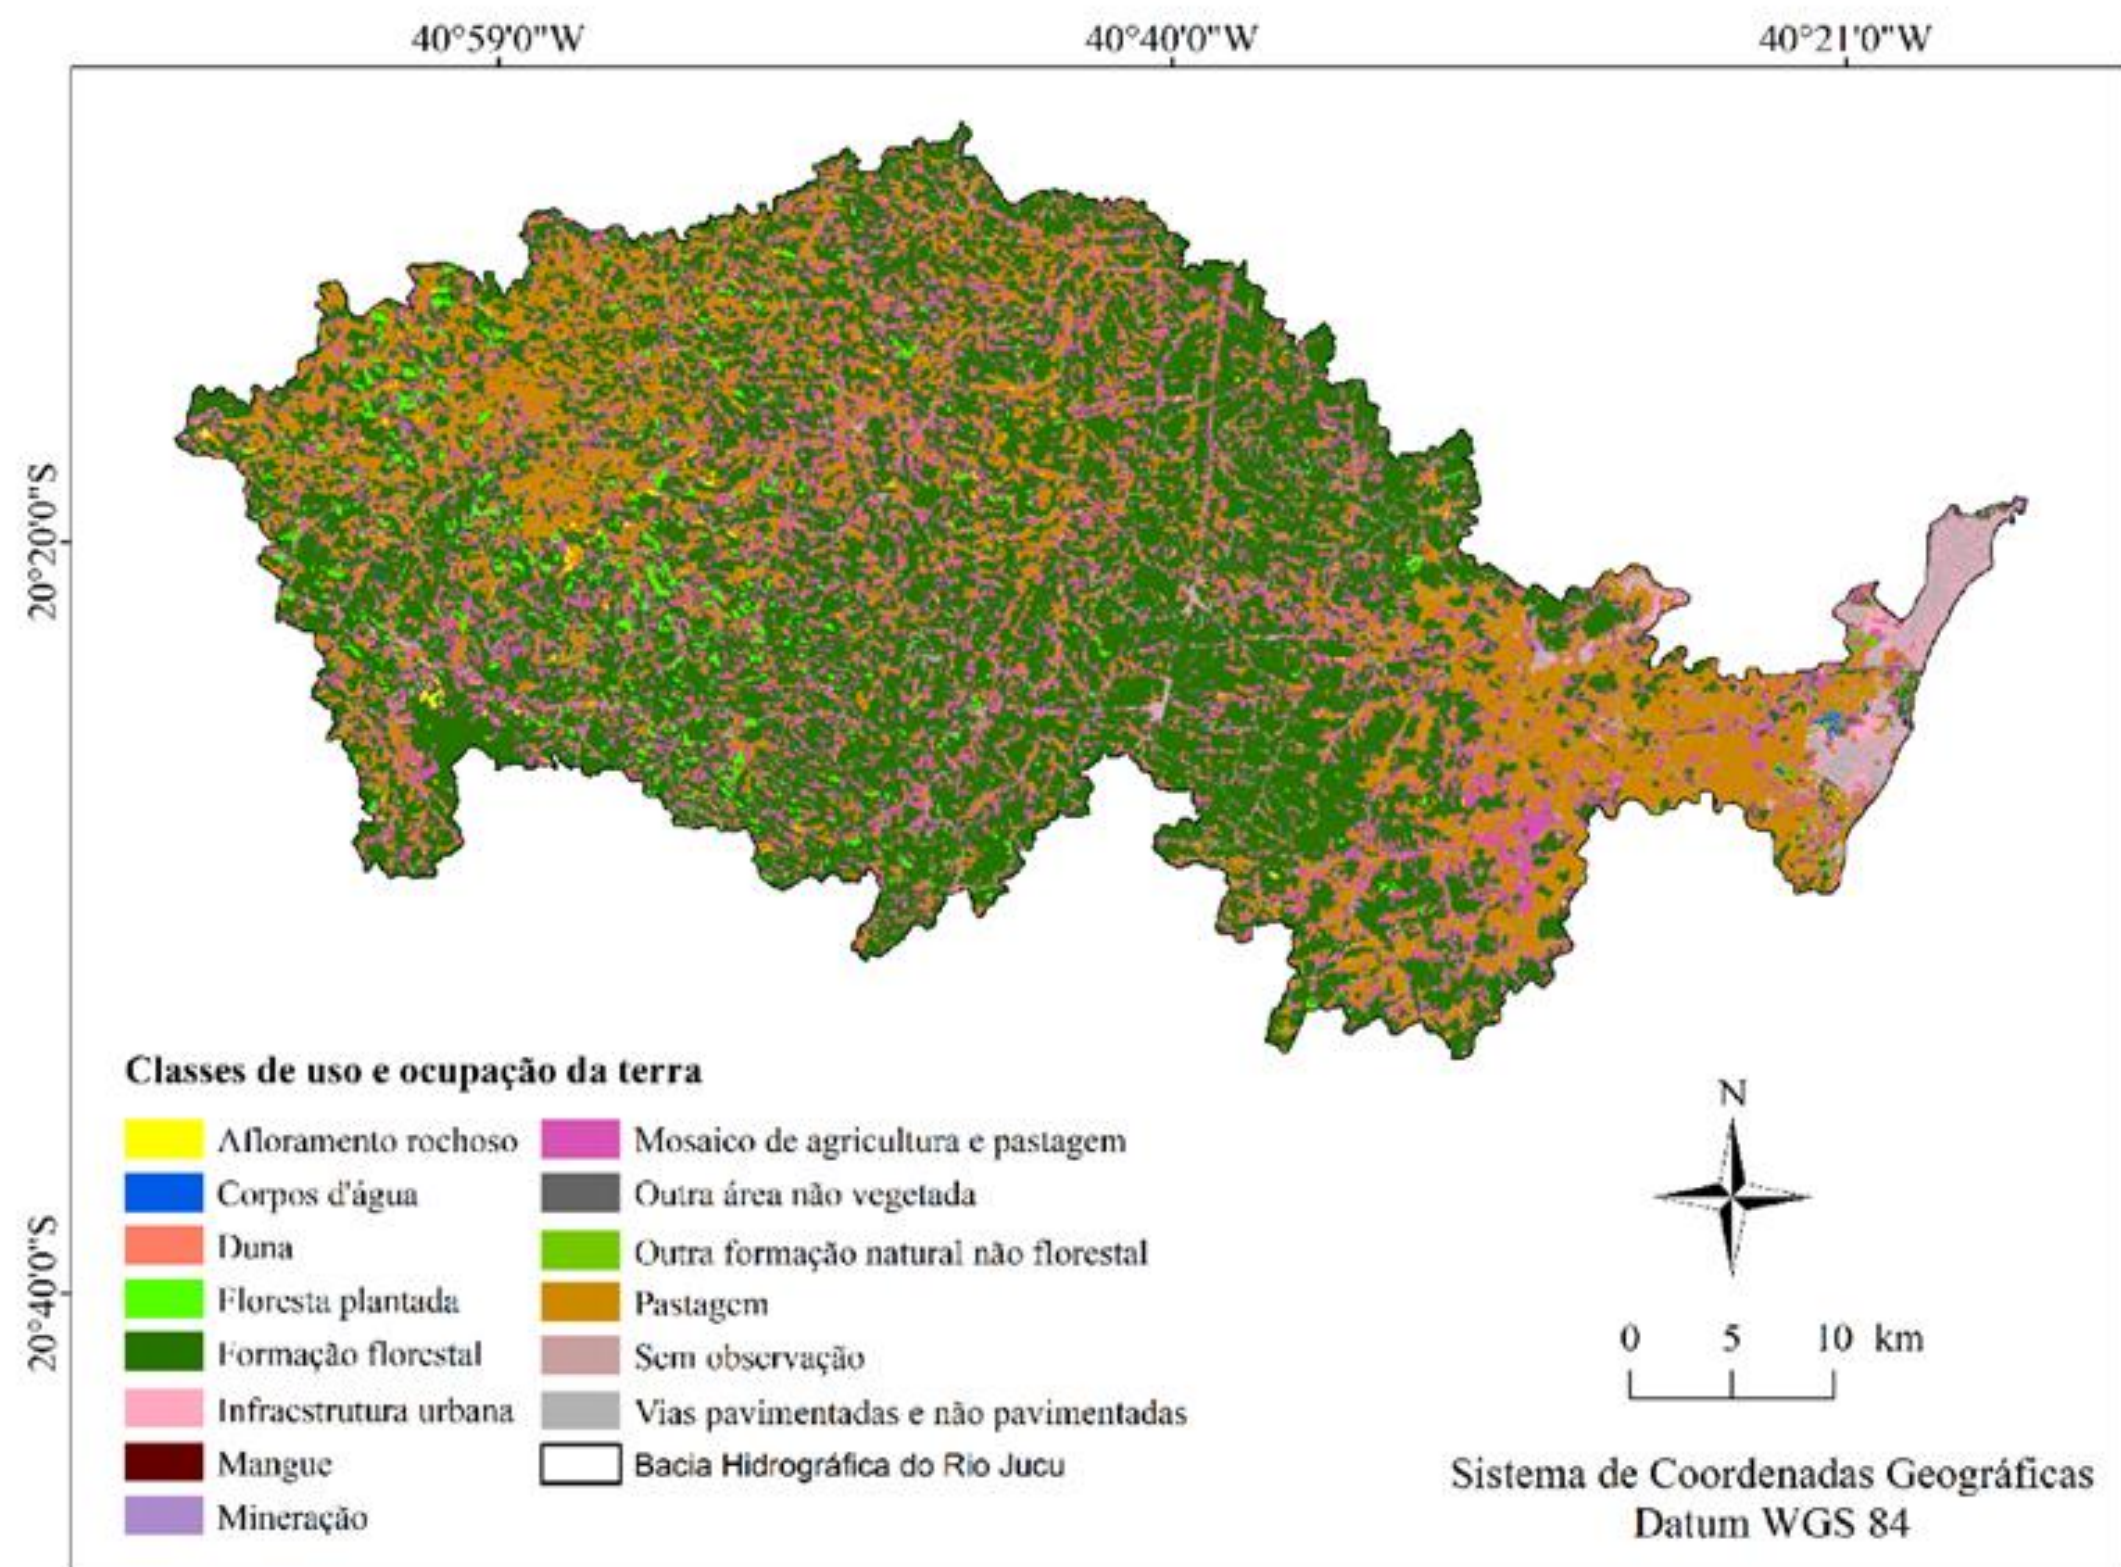 40°59'0"W 40°40'0"W 40°21'0"W
20°20'0"S
20°40'0"S
Classes de uso e ocupação da terra
Afloramento rochoso
Corpos d'água
Duna
Floresta plantada
Formação florestal
Infraestrutura urbana
Mangue
Mineração
Mosaico de agricultura e pastagem
Outra área não vegetada
Outra formação natural não florestal
Pastagem
Sem observação
Vias pavimentadas e não pavimentadas
Bacia Hidrográfica do Rio Jucu
N
0 5 10 km
Sistema de Coordenadas Geográficas
Datum WGS 84